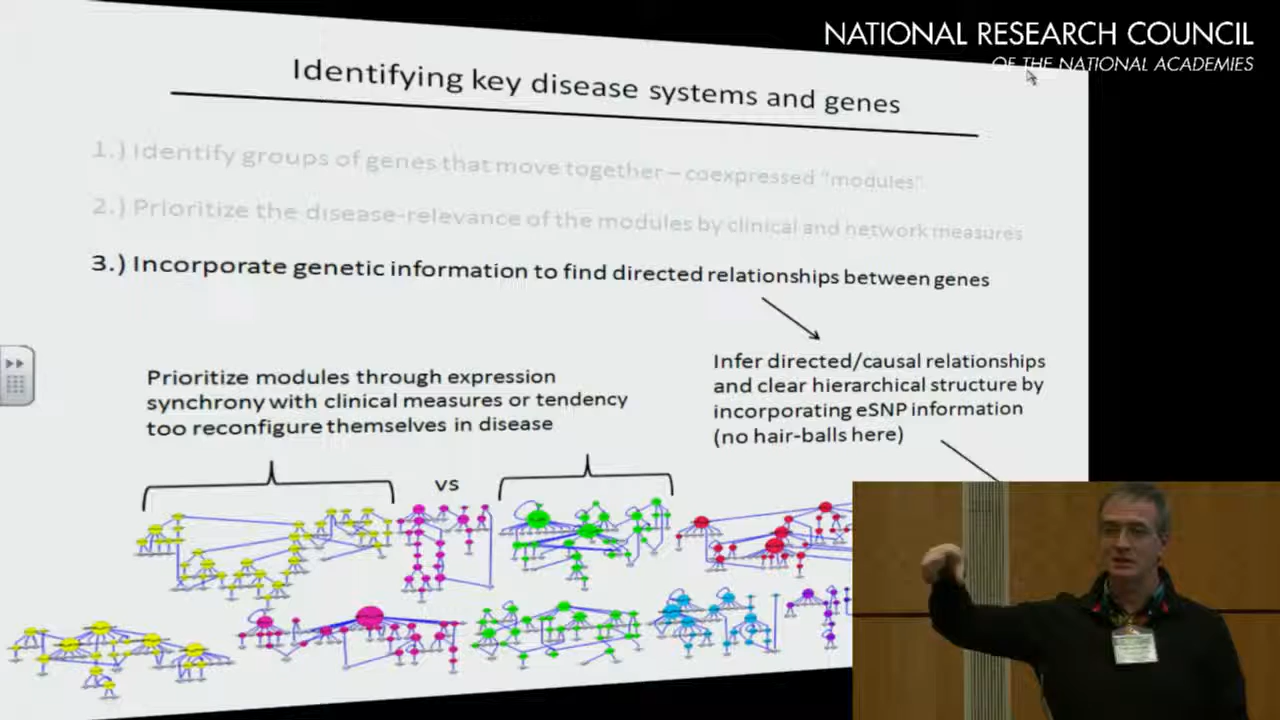 NATIONAL RESEARCH COUNCIL
OF THE NATIONAL ACADEMIES
Identifying key disease systems and genes
1.) Identify groups of genes that move together – coexpressed "modules"
2.) Prioritize the disease-relevance of the modules by clinical and network measures
3.) Incorporate genetic information to find directed relationships between genes
Prioritize modules through expression
synchrony with clinical measures or tendency
too reconfigure themselves in disease
Infer directed/causal relationships
and clear hierarchical structure by
incorporating eSNP information
(no hair-balls here)
vs